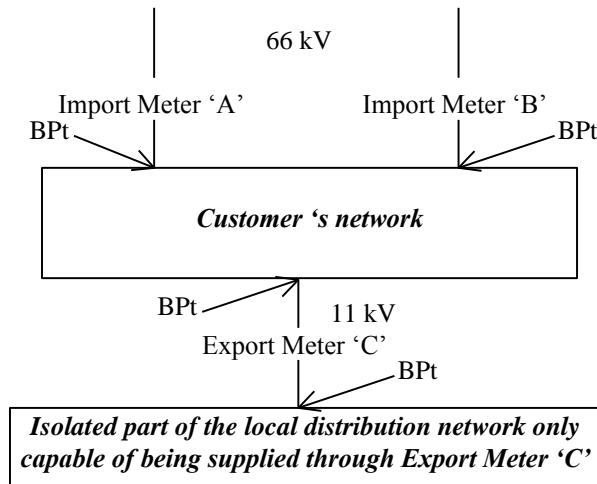 66 kV
Import Meter ‘A’
Import Meter ‘B’
BPt
BPt
Customer ‘s network
BPt
11 kV
Export Meter ‘C’
BPt
Isolated part of the local distribution network only
capable of being supplied through Export Meter ‘C’